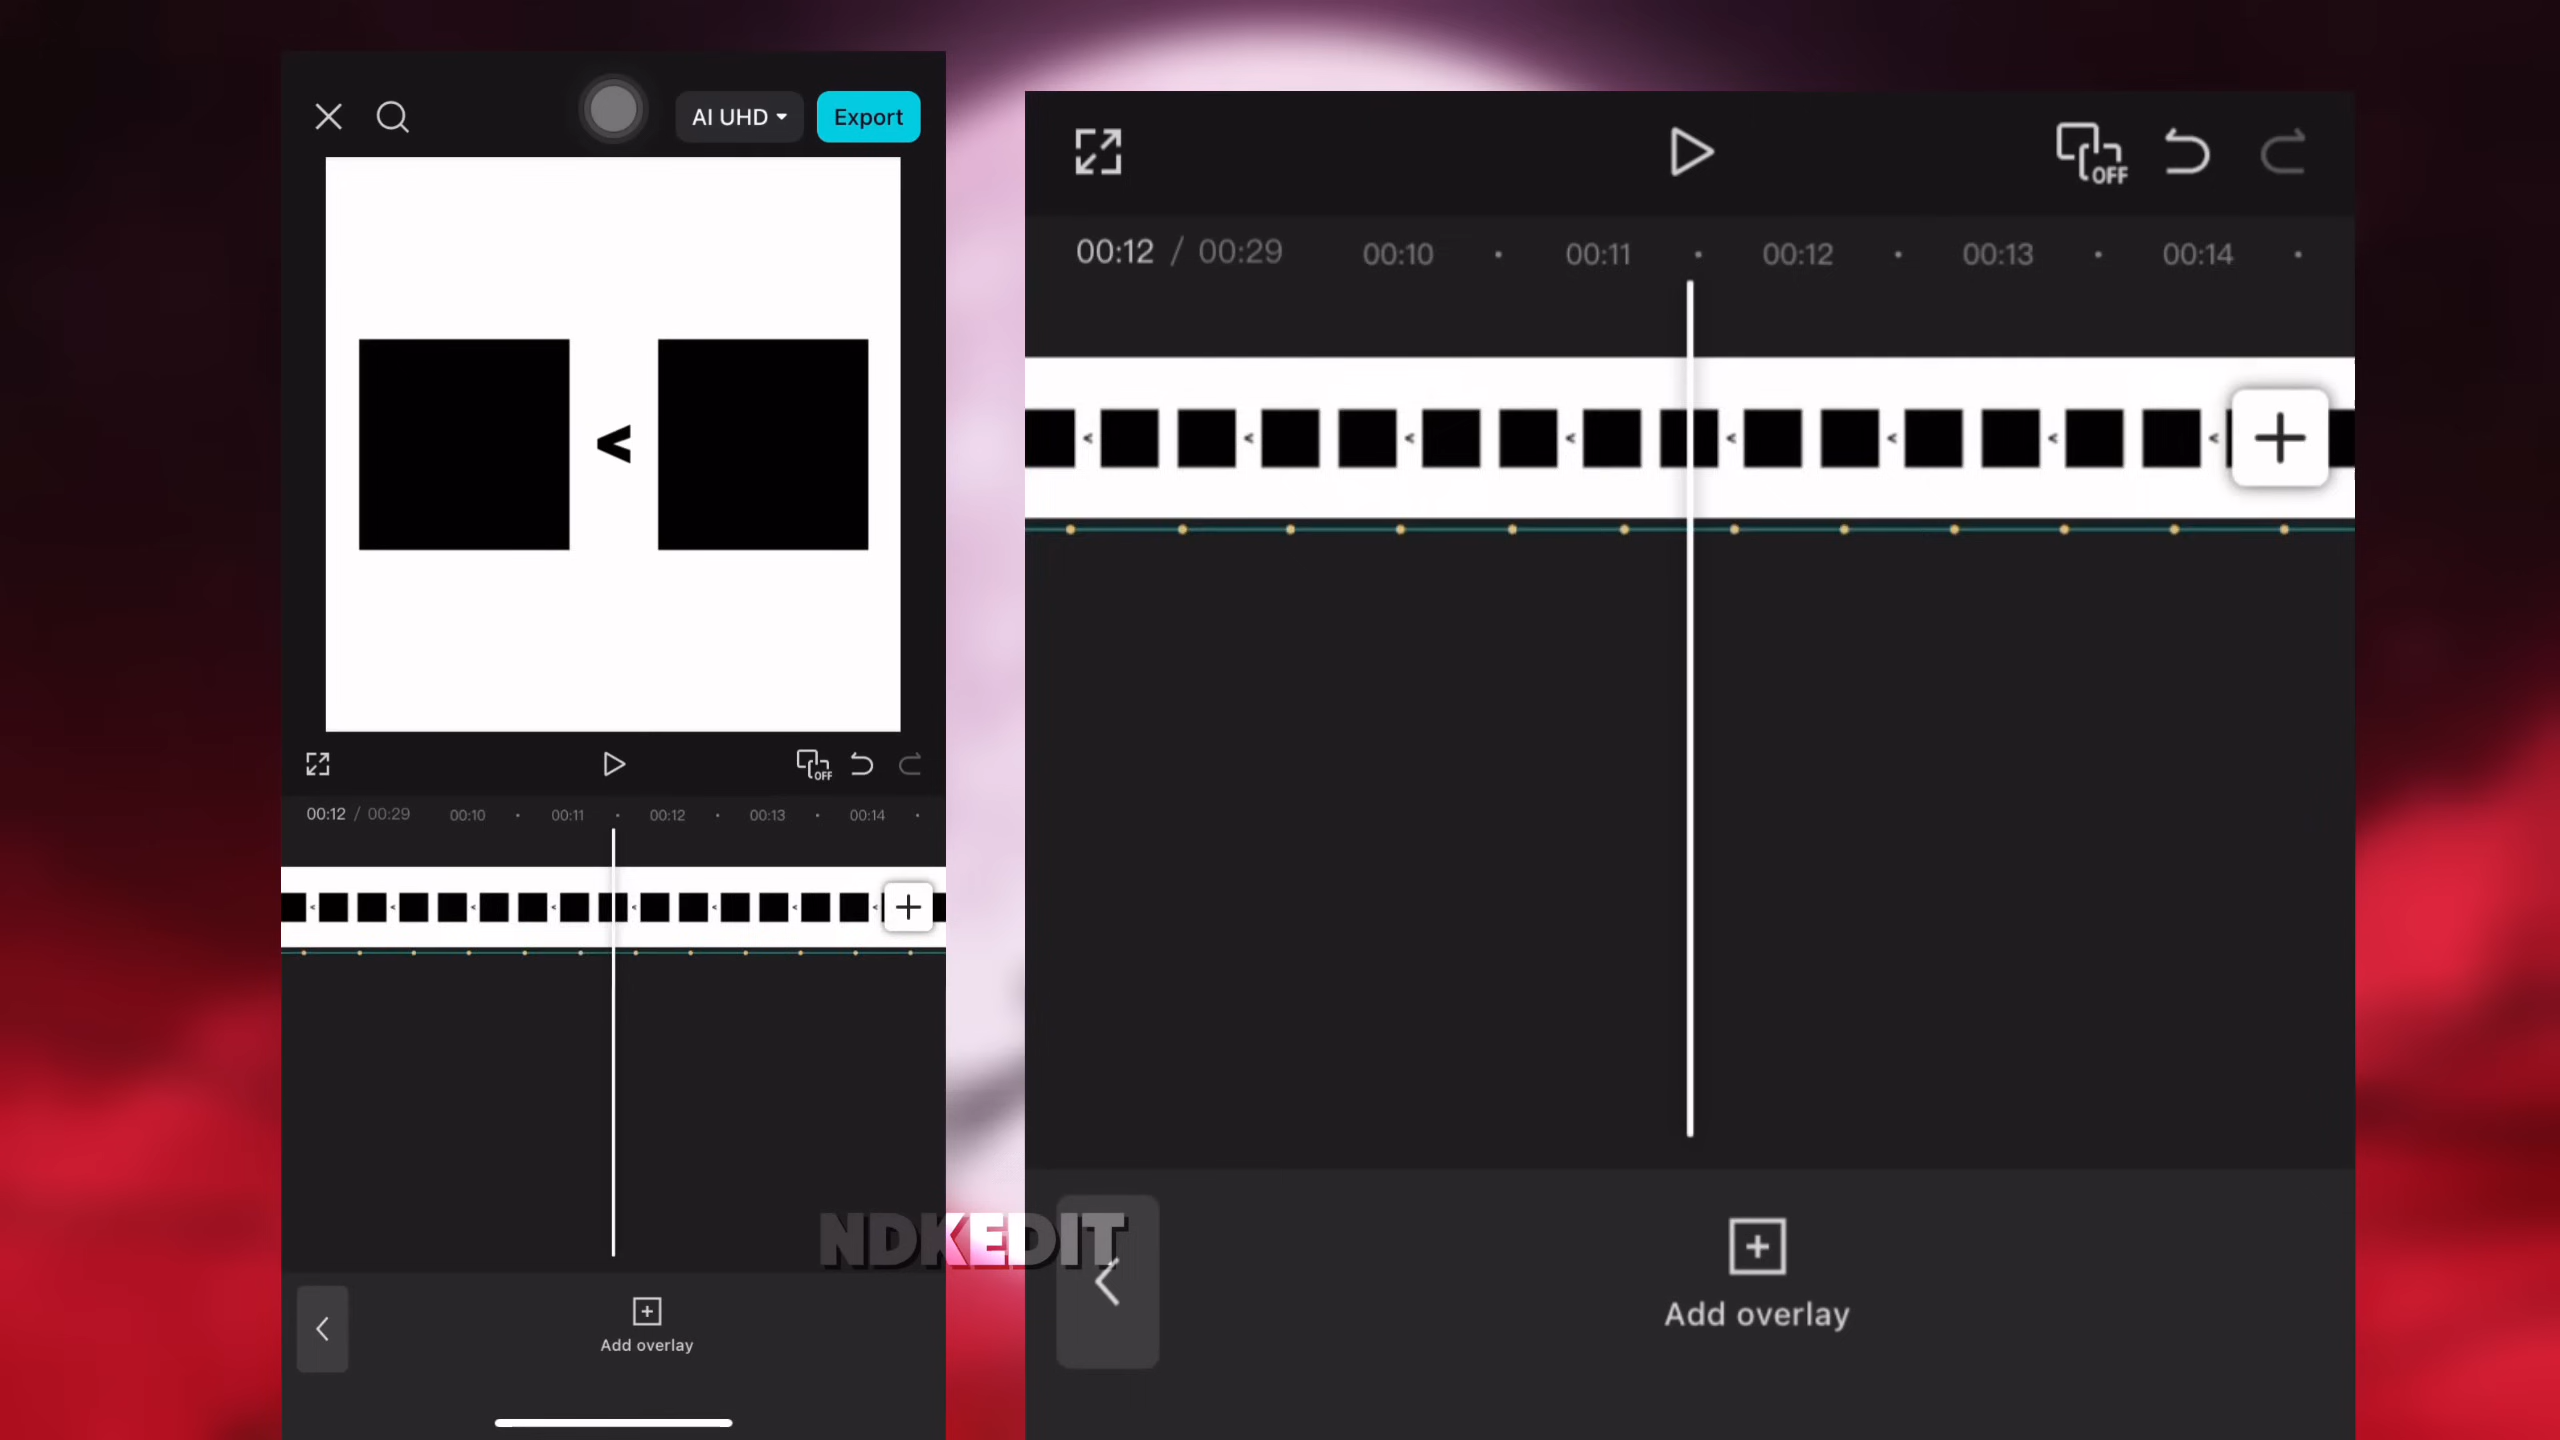 AI UHD Export
<
OFF
00:12 / 00:29 00:10 00:11 00:12 00:13 00:14
< < < < < < < <
Add overlay
OFF
00:12 / 00:29 00:10 00:11 00:12 00:13 00:14
< < < < < < < <
Add overlay
NDKEDIT